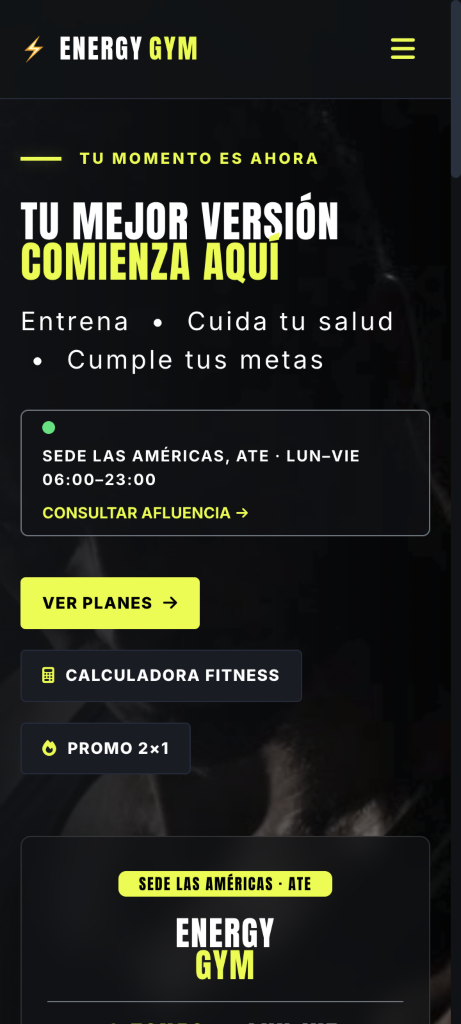 ENERGY GYM
TU MOMENTO ES AHORA
TU MEJOR VERSIÓN
COMIENZA AQUÍ
Entrena • Cuida tu salud
• Cumple tus metas
SEDE LAS AMÉRICAS, ATE · LUN–VIE
06:00–23:00
CONSULTAR AFLUENCIA →
VER PLANES →
CALCULADORA FITNESS
PROMO 2×1
SEDE LAS AMÉRICAS · ATE
ENERGY
GYM